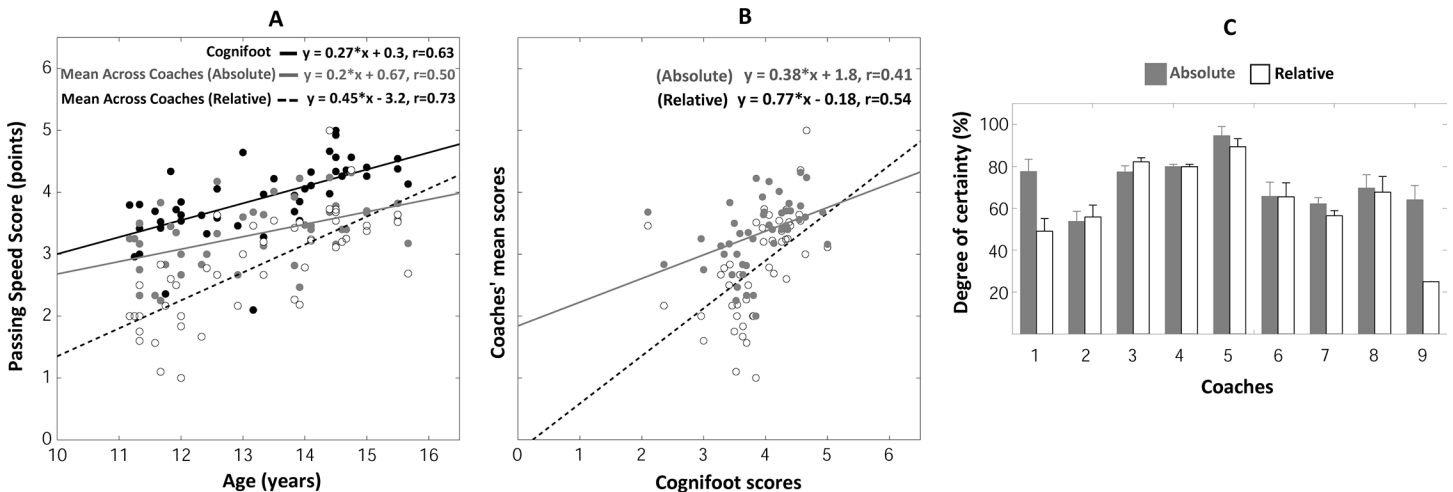 A
Cognifoot y = 0.27*x + 0.3, r=0.63
Mean Across Coaches (Absolute) y = 0.2*x + 0.67, r=0.50
Mean Across Coaches (Relative) y = 0.45*x - 3.2, r=0.73
Passing Speed Score (points)
6
5
4
3
2
1
0
10 11 12 13 14 15 16
Age (years)
B
(Absolute) y = 0.38*x + 1.8, r=0.41
(Relative) y = 0.77*x - 0.18, r=0.54
Coaches' mean scores
0 1 2 3 4 5 6
Cognifoot scores
C
Absolute Relative
Degree of certainty (%)
100
80
60
40
20
1 2 3 4 5 6 7 8 9
Coaches